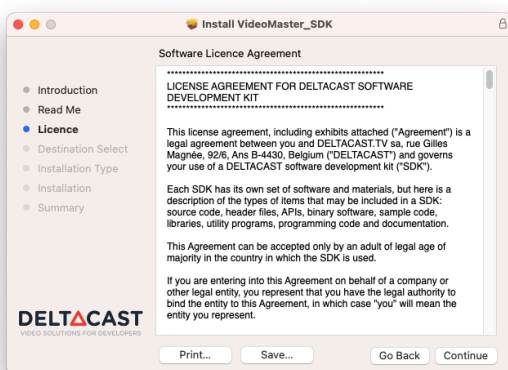 Install VideoMaster_SDK
Software Licence Agreement
Introduction
Read Me
Licence
Destination Select
Installation Type
Installation
Summary
*********************************************************
LICENSE AGREEMENT FOR DELTACAST SOFTWARE
DEVELOPMENT KIT
*********************************************************
This license agreement, including exhibits attached ("Agreement") is a
legal agreement between you and DELTACAST.TV sa, rue Gilles
Magnée, 92/6, Ans B-4430, Belgium ("DELTACAST") and governs
your use of a DELTACAST software development kit ("SDK").
Each SDK has its own set of software and materials, but here is a
description of the types of items that may be included in a SDK:
source code, header files, APIs, binary software, sample code,
libraries, utility programs, programming code and documentation.
This Agreement can be accepted only by an adult of legal age of
majority in the country in which the SDK is used.
If you are entering into this Agreement on behalf of a company or
other legal entity, you represent that you have the legal authority to
bind the entity to this Agreement, in which case "you" will mean the
entity you represent.
DELTACAST
VIDEO SOLUTIONS FOR DEVELOPERS
Print...
Save...
Go Back
Continue